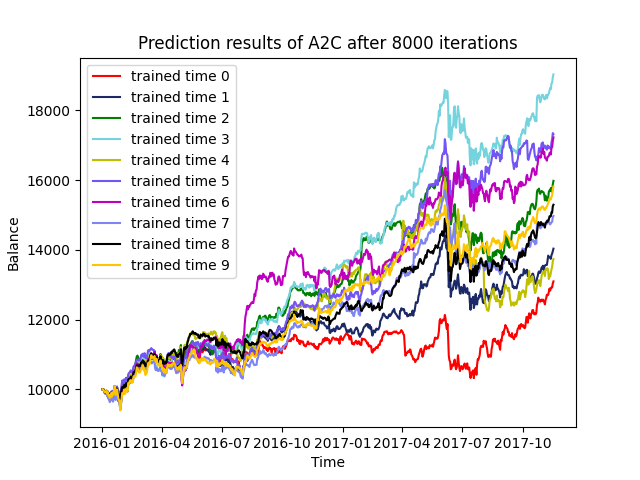 Prediction results of A2C after 8000 iterations
trained time 0
trained time 1
trained time 2
trained time 3
trained time 4
trained time 5
trained time 6
trained time 7
trained time 8
trained time 9
18000
16000
14000
12000
10000
Balance
2016-01 2016-04 2016-07 2016-10 2017-01 2017-04 2017-07 2017-10
Time